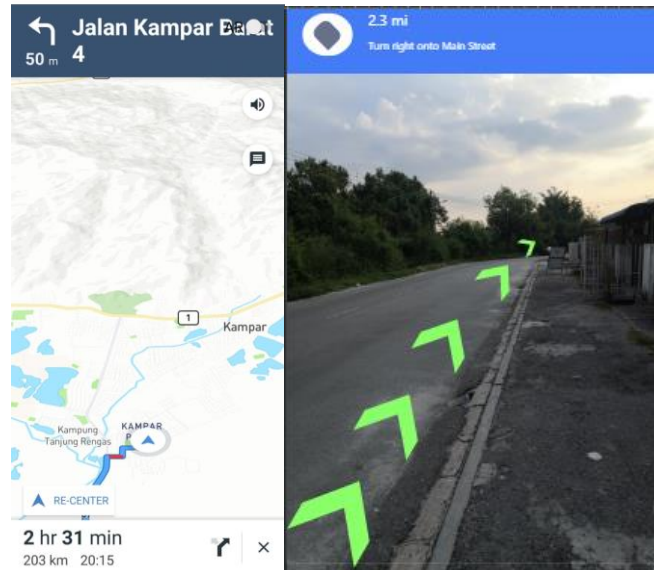 Jalan Kampar Barat
4
50 m
1
Kampar
Kampung
Tanjung Rengas
KAMPAR
RE-CENTER
2 hr 31 min
203 km 20:15
2.3 mi
Turn right onto Main Street